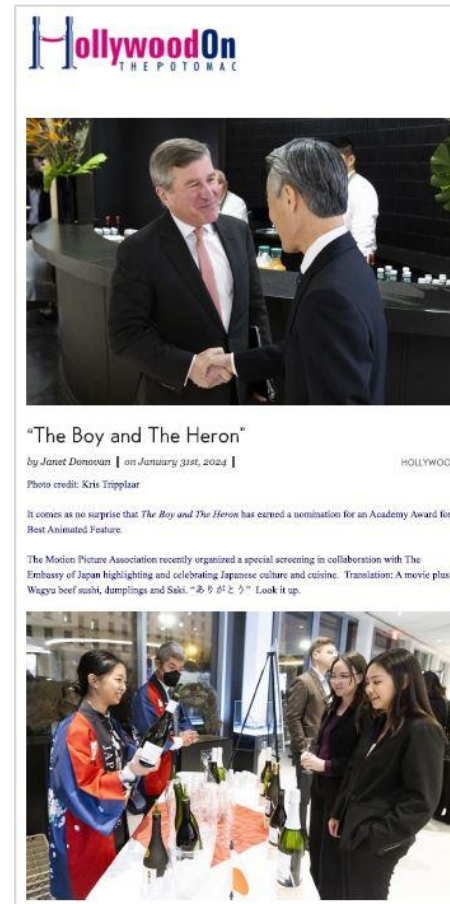 HollywoodOn
THE POTOMAC
“The Boy and The Heron”
by Janet Donovan | on January 31st, 2024 |
HOLLYWOO
Photo credit: Kris Tripplaar
It comes as no surprise that The Boy and The Heron has earned a nomination for an Academy Award for
Best Animated Feature.
The Motion Picture Association recently organized a special screening in collaboration with The
Embassy of Japan highlighting and celebrating Japanese culture and cuisine. Translation: A movie plus
Wagyu beef sushi, dumplings and Saki. “ありがとう” Look it up.
JAP